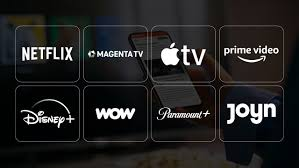 NETFLIX
MAGENTA TV
tv
prime video
Disney+
WOW
Paramount+
joyn